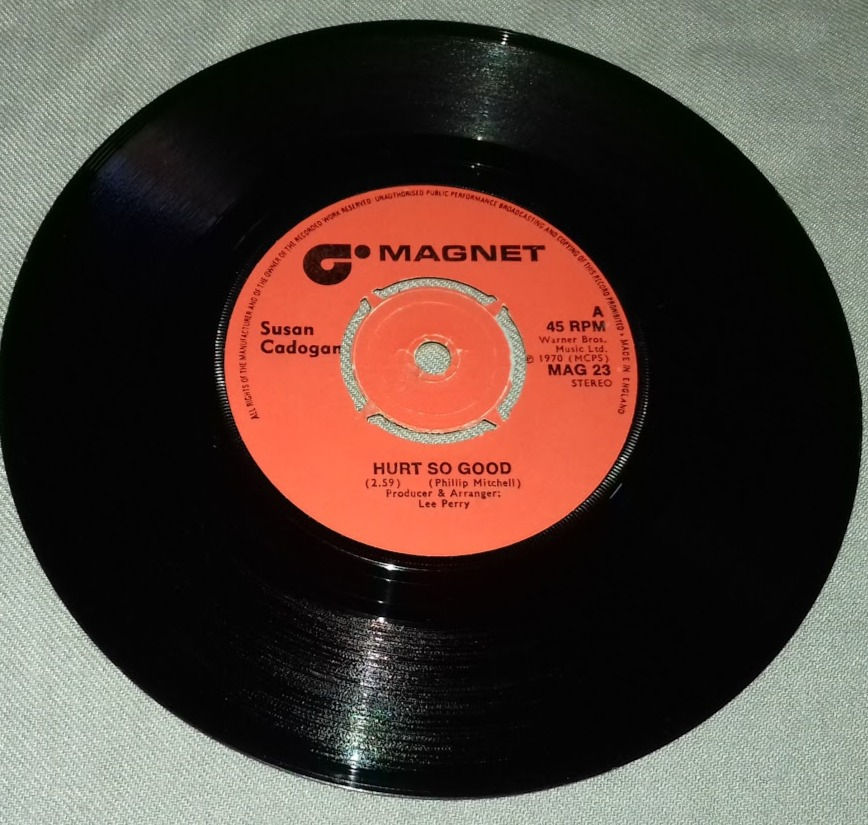 ALL RIGHTS OF THE MANUFACTURER AND OF THE OWNER OF THE RECORDED WORK RESERVED · UNAUTHORISED PUBLIC PERFORMANCE BROADCASTING AND COPYING OF THIS RECORD PROHIBITED • MADE IN ENGLAND
MAGNET
Susan
Cadogan
A
45 RPM
Warner Bros.
Music Ltd.
℗ 1970 (MCPS)
MAG 23
STEREO
HURT SO GOOD
(2.59) (Phillip Mitchell)
Producer & Arranger:
Lee Perry